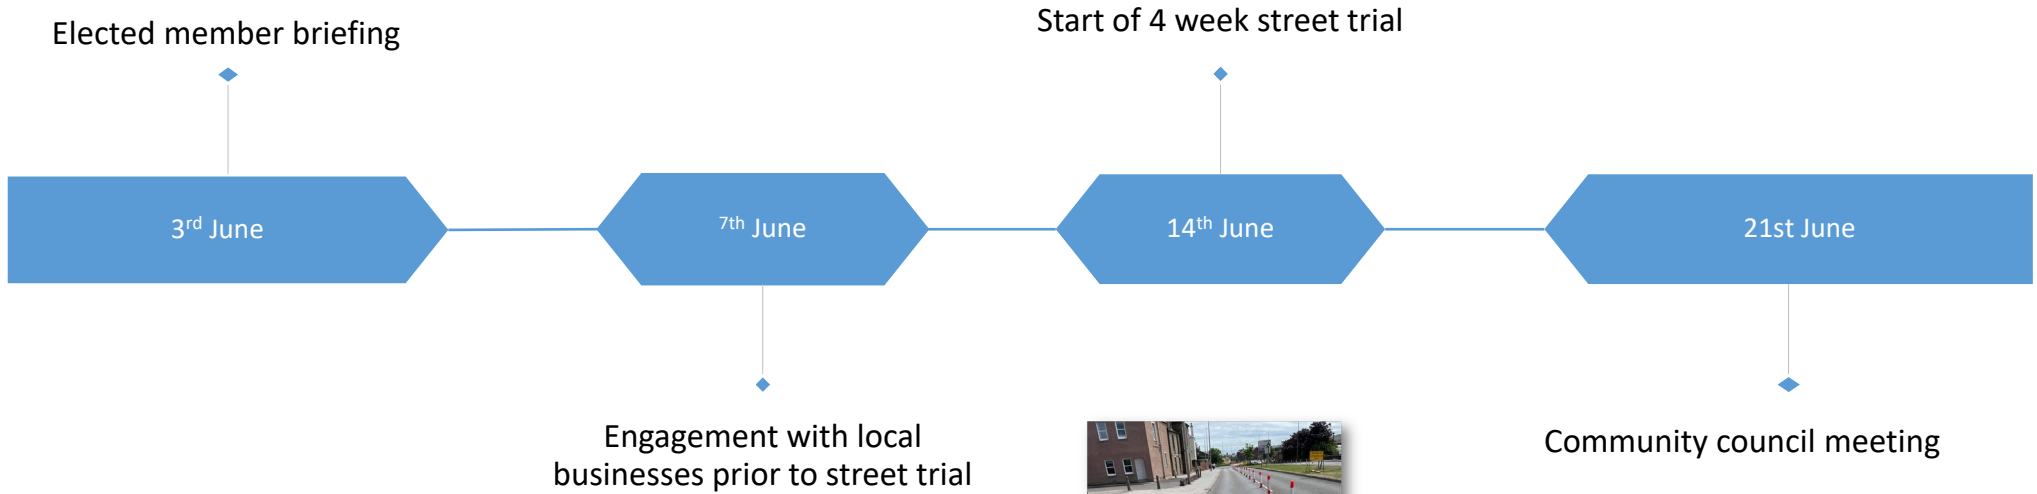 Elected member briefing
Start of 4 week street trial
3rd June
7th June
14th June
21st June
Engagement with local
businesses prior to street trial
Community council meeting